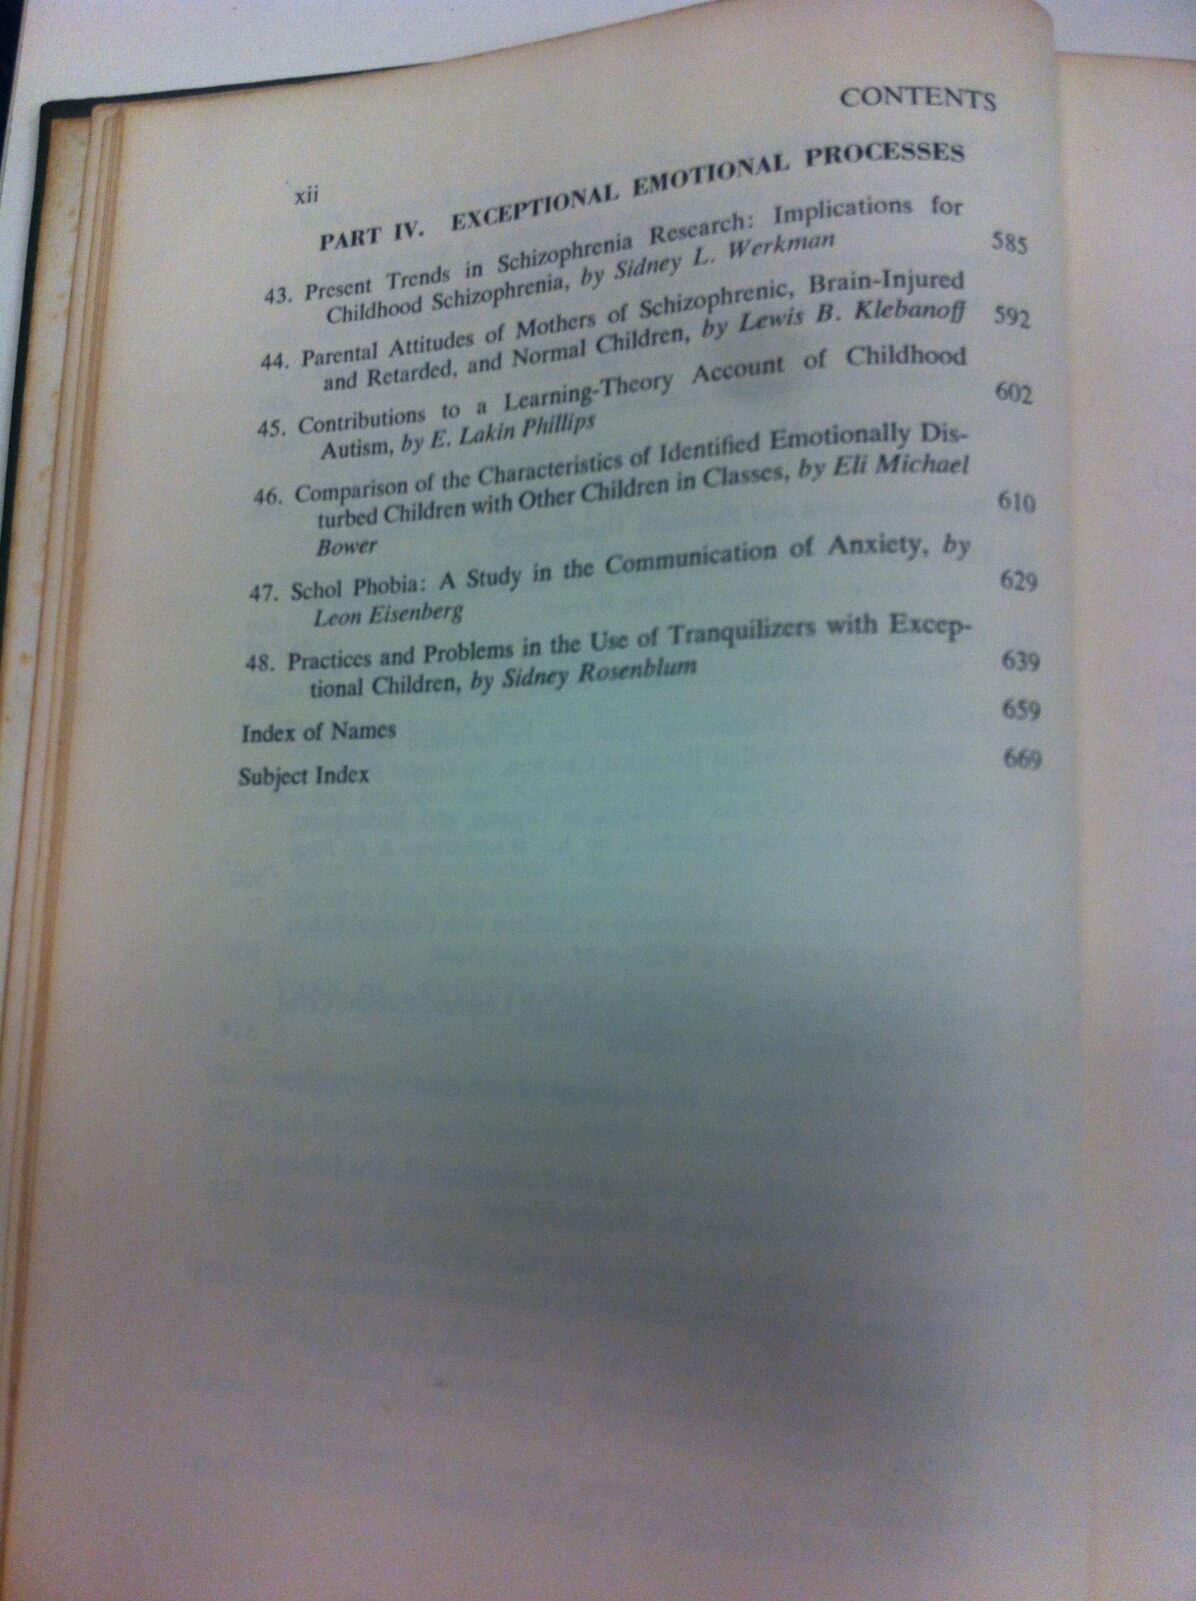 CONTENTS
xii
PART IV. EXCEPTIONAL EMOTIONAL PROCESSES
43. Present Trends in Schizophrenia Research: Implications for
Childhood Schizophrenia, by Sidney L. Werkman 585
44. Parental Attitudes of Mothers of Schizophrenic, Brain-Injured
and Retarded, and Normal Children, by Lewis B. Klebanoff 592
45. Contributions to a Learning-Theory Account of Childhood
Autism, by E. Lakin Phillips 602
46. Comparison of the Characteristics of Identified Emotionally Dis-
turbed Children with Other Children in Classes, by Eli Michael
Bower 610
47. Schol Phobia: A Study in the Communication of Anxiety, by
Leon Eisenberg 629
48. Practices and Problems in the Use of Tranquilizers with Excep-
tional Children, by Sidney Rosenblum 639
Index of Names 659
Subject Index 669